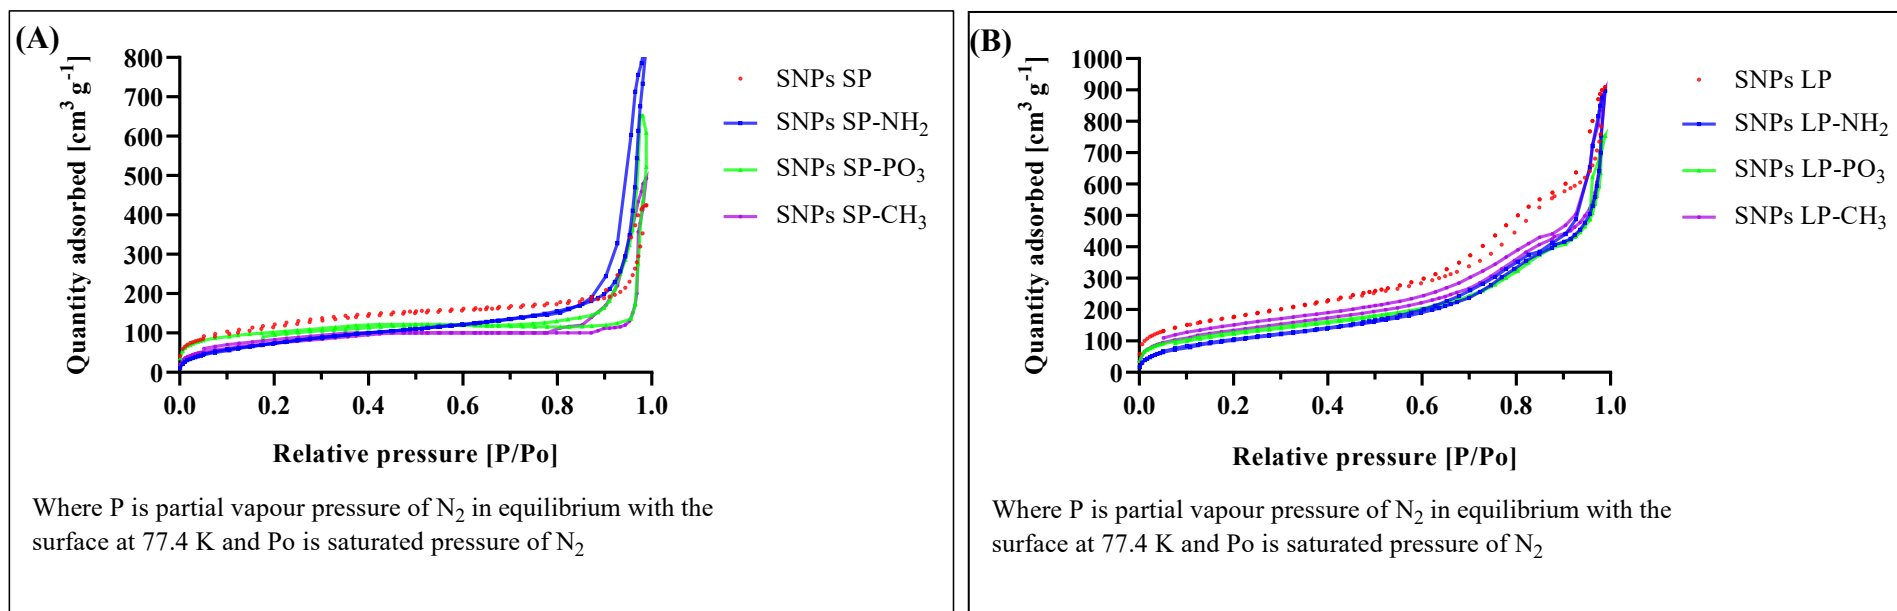 (A)
Quantity adsorbed [cm³ g⁻¹]
800
700
600
500
400
300
200
100
0
0.0 0.2 0.4 0.6 0.8 1.0
Relative pressure [P/Po]
SNPs SP
SNPs SP-NH₂
SNPs SP-PO₃
SNPs SP-CH₃
Where P is partial vapour pressure of N₂ in equilibrium with the
surface at 77.4 K and Po is saturated pressure of N₂
(B)
Quantity adsorbed [cm³ g⁻¹]
1000
900
800
700
600
500
400
300
200
100
0
0.0 0.2 0.4 0.6 0.8 1.0
Relative pressure [P/Po]
SNPs LP
SNPs LP-NH₂
SNPs LP-PO₃
SNPs LP-CH₃
Where P is partial vapour pressure of N₂ in equilibrium with the
surface at 77.4 K and Po is saturated pressure of N₂